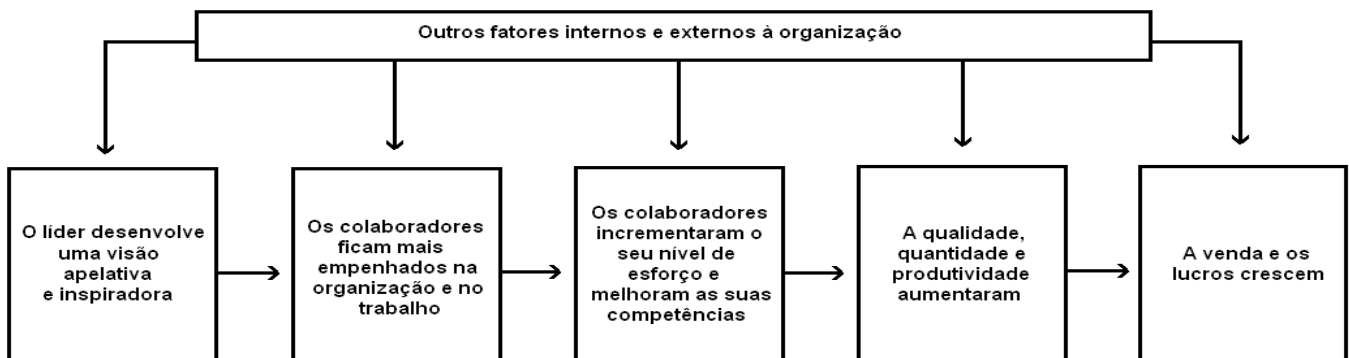 Outros fatores internos e externos à organização
O líder desenvolve
uma visão
apelativa
e inspiradora
Os colaboradores
ficam mais
empenhados na
organização e no
trabalho
Os colaboradores
incrementaram o
seu nível de
esforço e
melhoram as suas
competências
A qualidade,
quantidade e
produtividade
aumentaram
A venda e os
lucros crescem